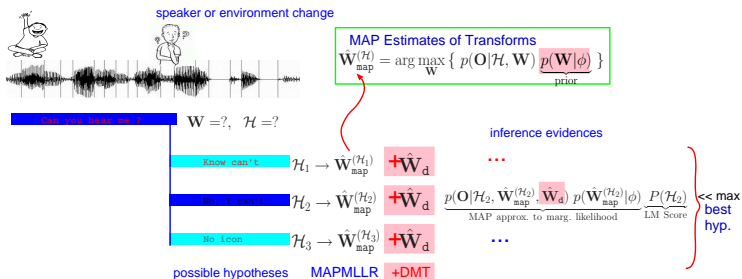 speaker or environment change
MAP Estimates of Transforms
Ŵ_map^(ℋ) = arg max_W { p(O|ℋ, W) p(W|φ) }
prior
Can you hear me ?
W =?, ℋ =?
inference evidences
Know can't ℋ₁ → Ŵ_map^(ℋ₁) +Ŵ_d ...
No, I can't ℋ₂ → Ŵ_map^(ℋ₂) +Ŵ_d p(O|ℋ₂, Ŵ_map^(ℋ₂), Ŵ_d) p(Ŵ_map^(ℋ₂)|φ) P(ℋ₂) << max
MAP approx. to marg. likelihood LM Score
best
hyp.
No icon ℋ₃ → Ŵ_map^(ℋ₃) +Ŵ_d ...
possible hypotheses MAPMLLR +DMT